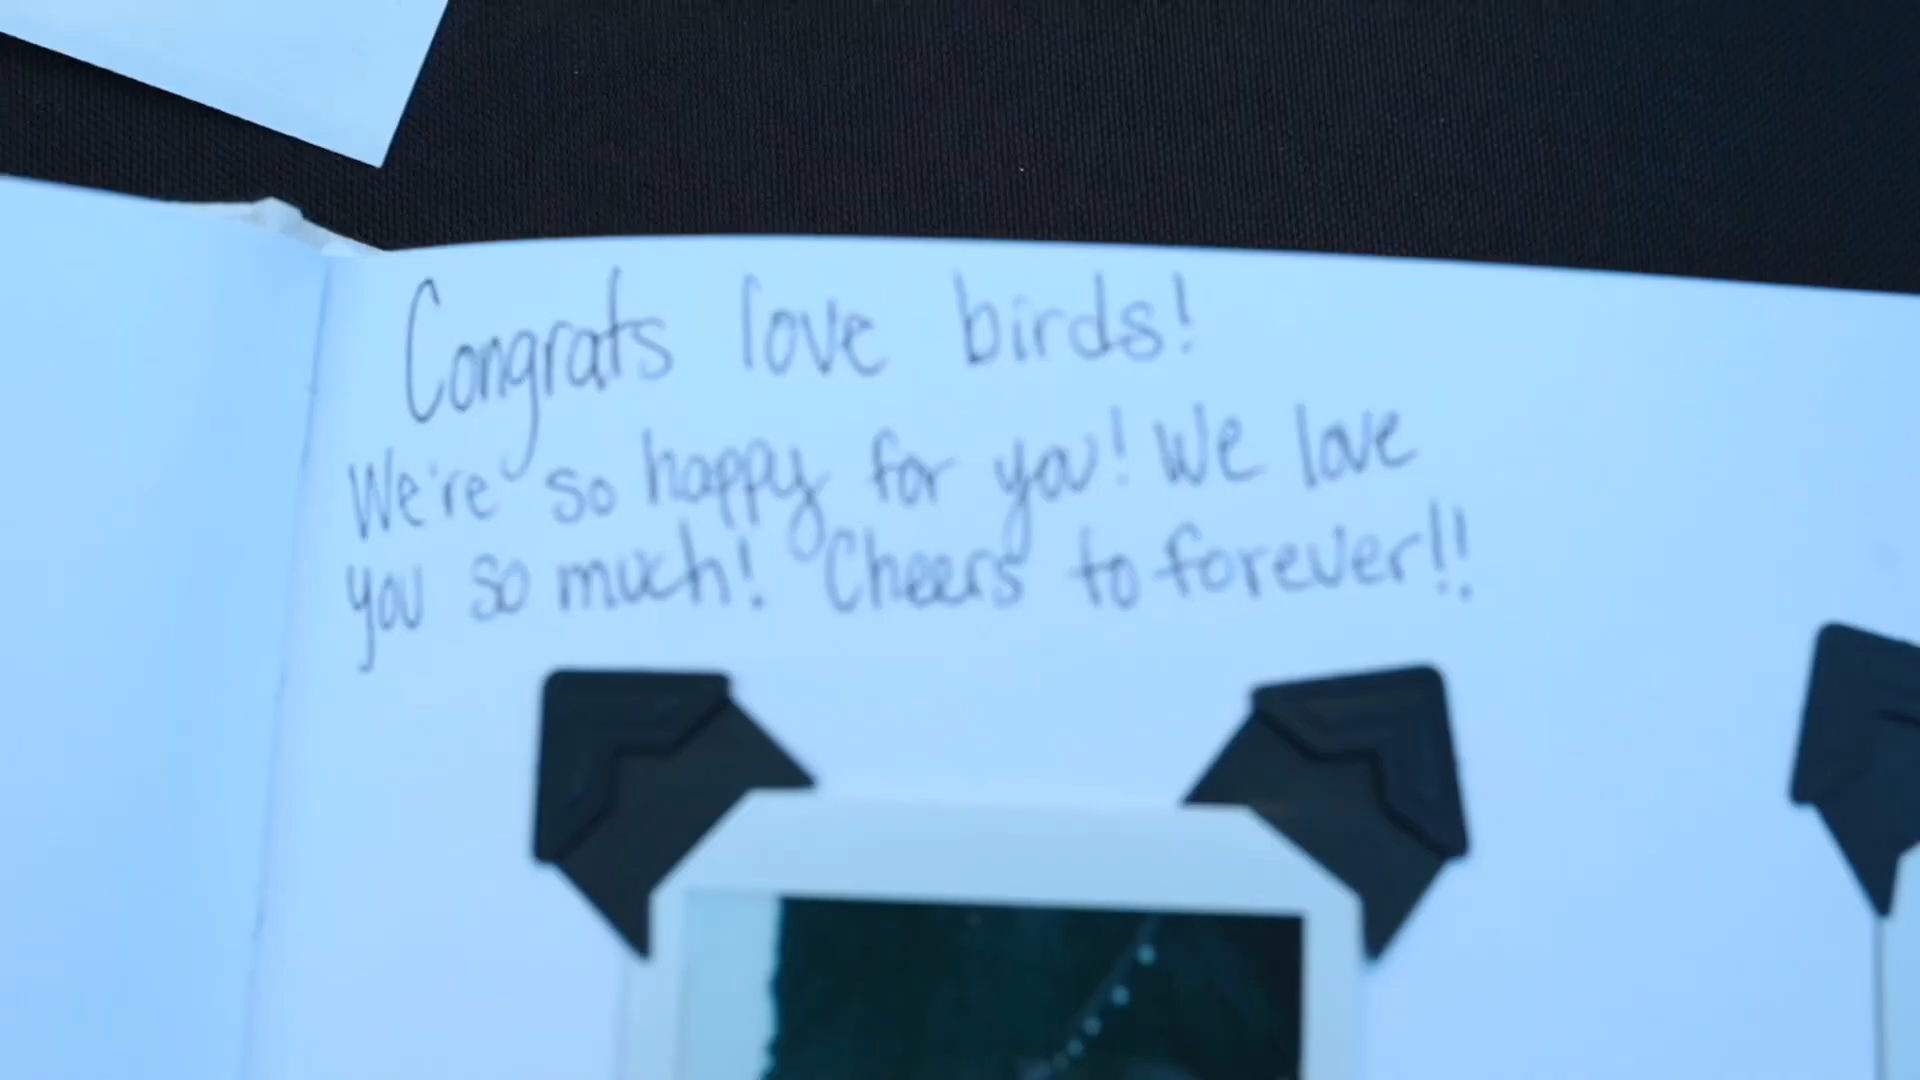 Congrats love birds!
We're so happy for you! We love
you so much! Cheers to forever!!